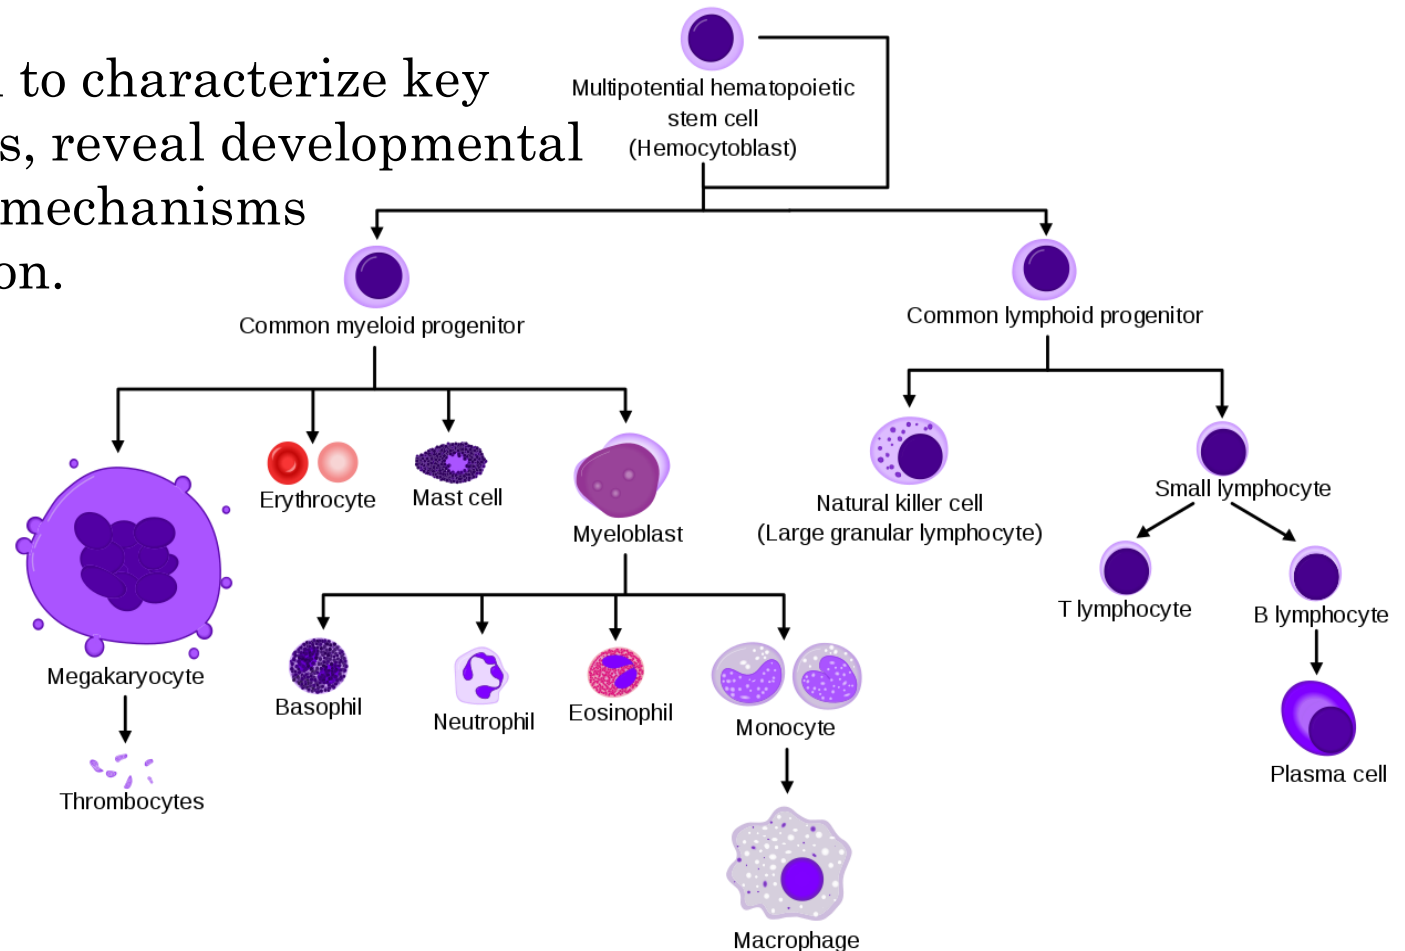 to characterize key
s, reveal developmental
mechanisms
on.
Multipotential hematopoietic
stem cell
(Hemocytoblast)
Common myeloid progenitor
Common lymphoid progenitor
Erythrocyte
Mast cell
Myeloblast
Natural killer cell
(Large granular lymphocyte)
Small lymphocyte
T lymphocyte
B lymphocyte
Megakaryocyte
Basophil
Neutrophil
Eosinophil
Monocyte
Plasma cell
Thrombocytes
Macrophage